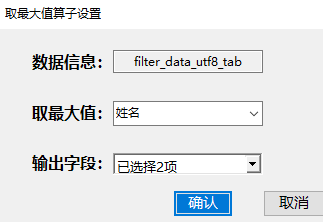 取最大值算子设置
数据信息： filter_data_utf8_tab
取最大值： 姓名
输出字段： 已选择2项
确认 取消